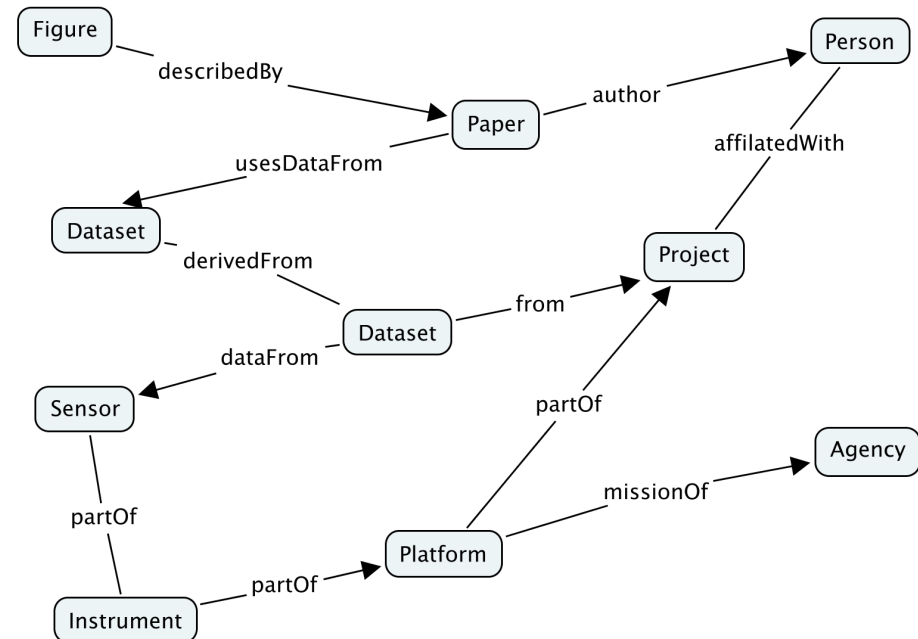 Figure
Person
describedBy
author
Paper
affilatedWith
usesDataFrom
Dataset
derivedFrom
Project
from
Dataset
dataFrom
Sensor
partOf
Agency
missionOf
partOf
Platform
partOf
Instrument